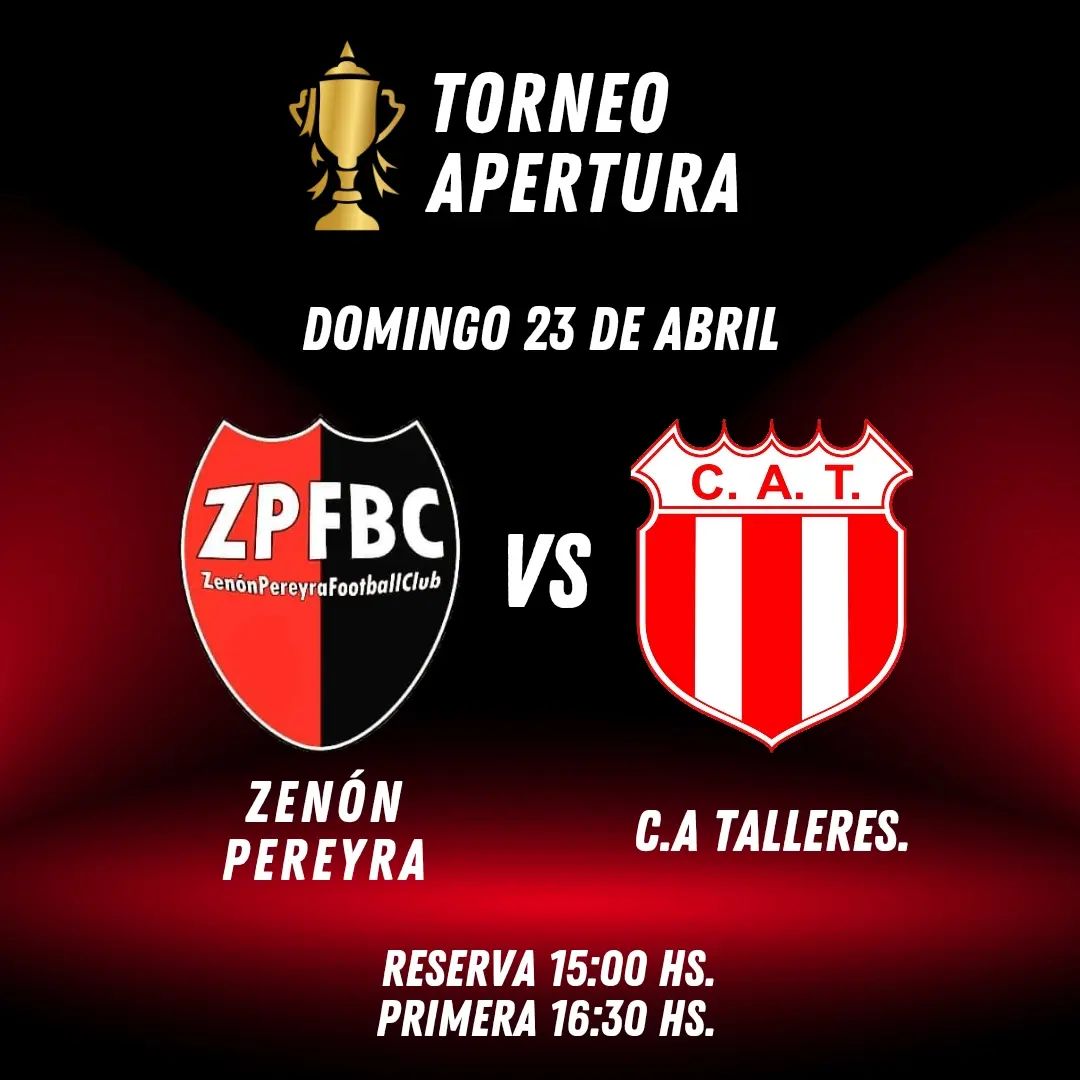 TORNEO
APERTURA
DOMINGO 23 DE ABRIL
ZPFBC
ZenónPereyraFootballClub
VS
C. A. T.
ZENÓN
PEREYRA
C.A TALLERES.
RESERVA 15:00 HS.
PRIMERA 16:30 HS.